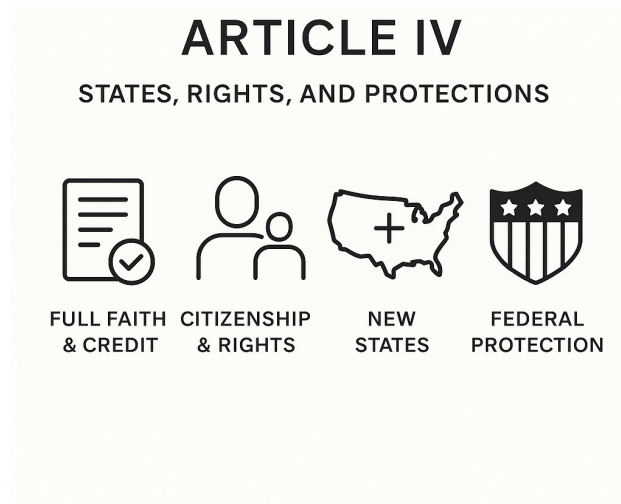 ARTICLE IV
STATES, RIGHTS, AND PROTECTIONS
FULL FAITH
& CREDIT
CITIZENSHIP
& RIGHTS
NEW
STATES
FEDERAL
PROTECTION